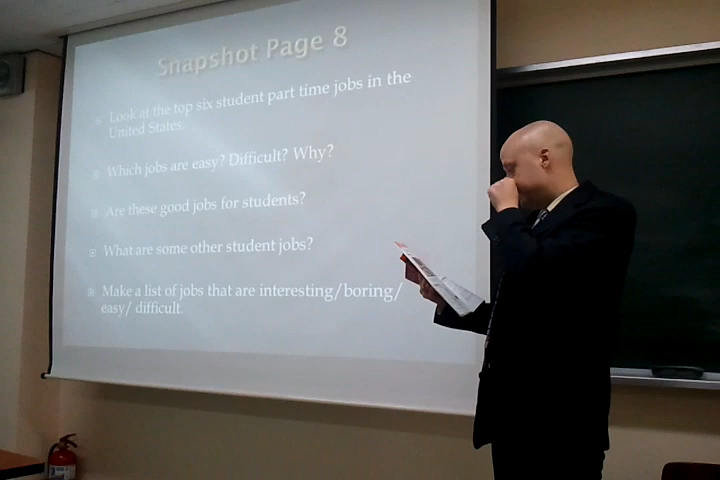 Snapshot Page 8
Look at the top six student part time jobs in the
United States.
Which jobs are easy? Difficult? Why?
Are these good jobs for students?
What are some other student jobs?
Make a list of jobs that are interesting/boring/
easy/ difficult.